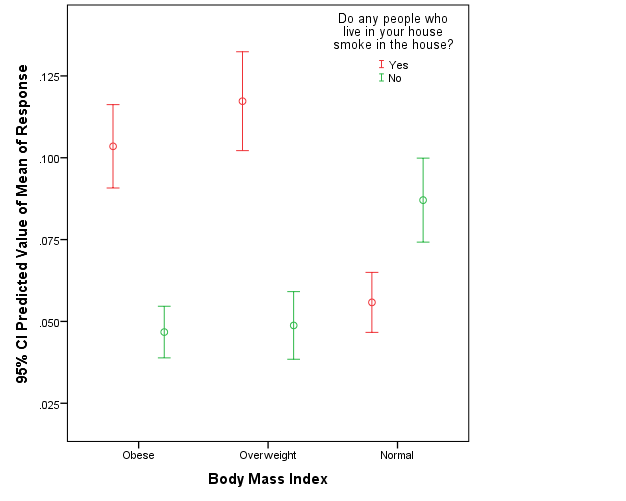 Do any people who
live in your house
smoke in the house?
Yes
No
.125
.100
.075
.050
.025
95% CI Predicted Value of Mean of Response
Obese
Overweight
Normal
Body Mass Index